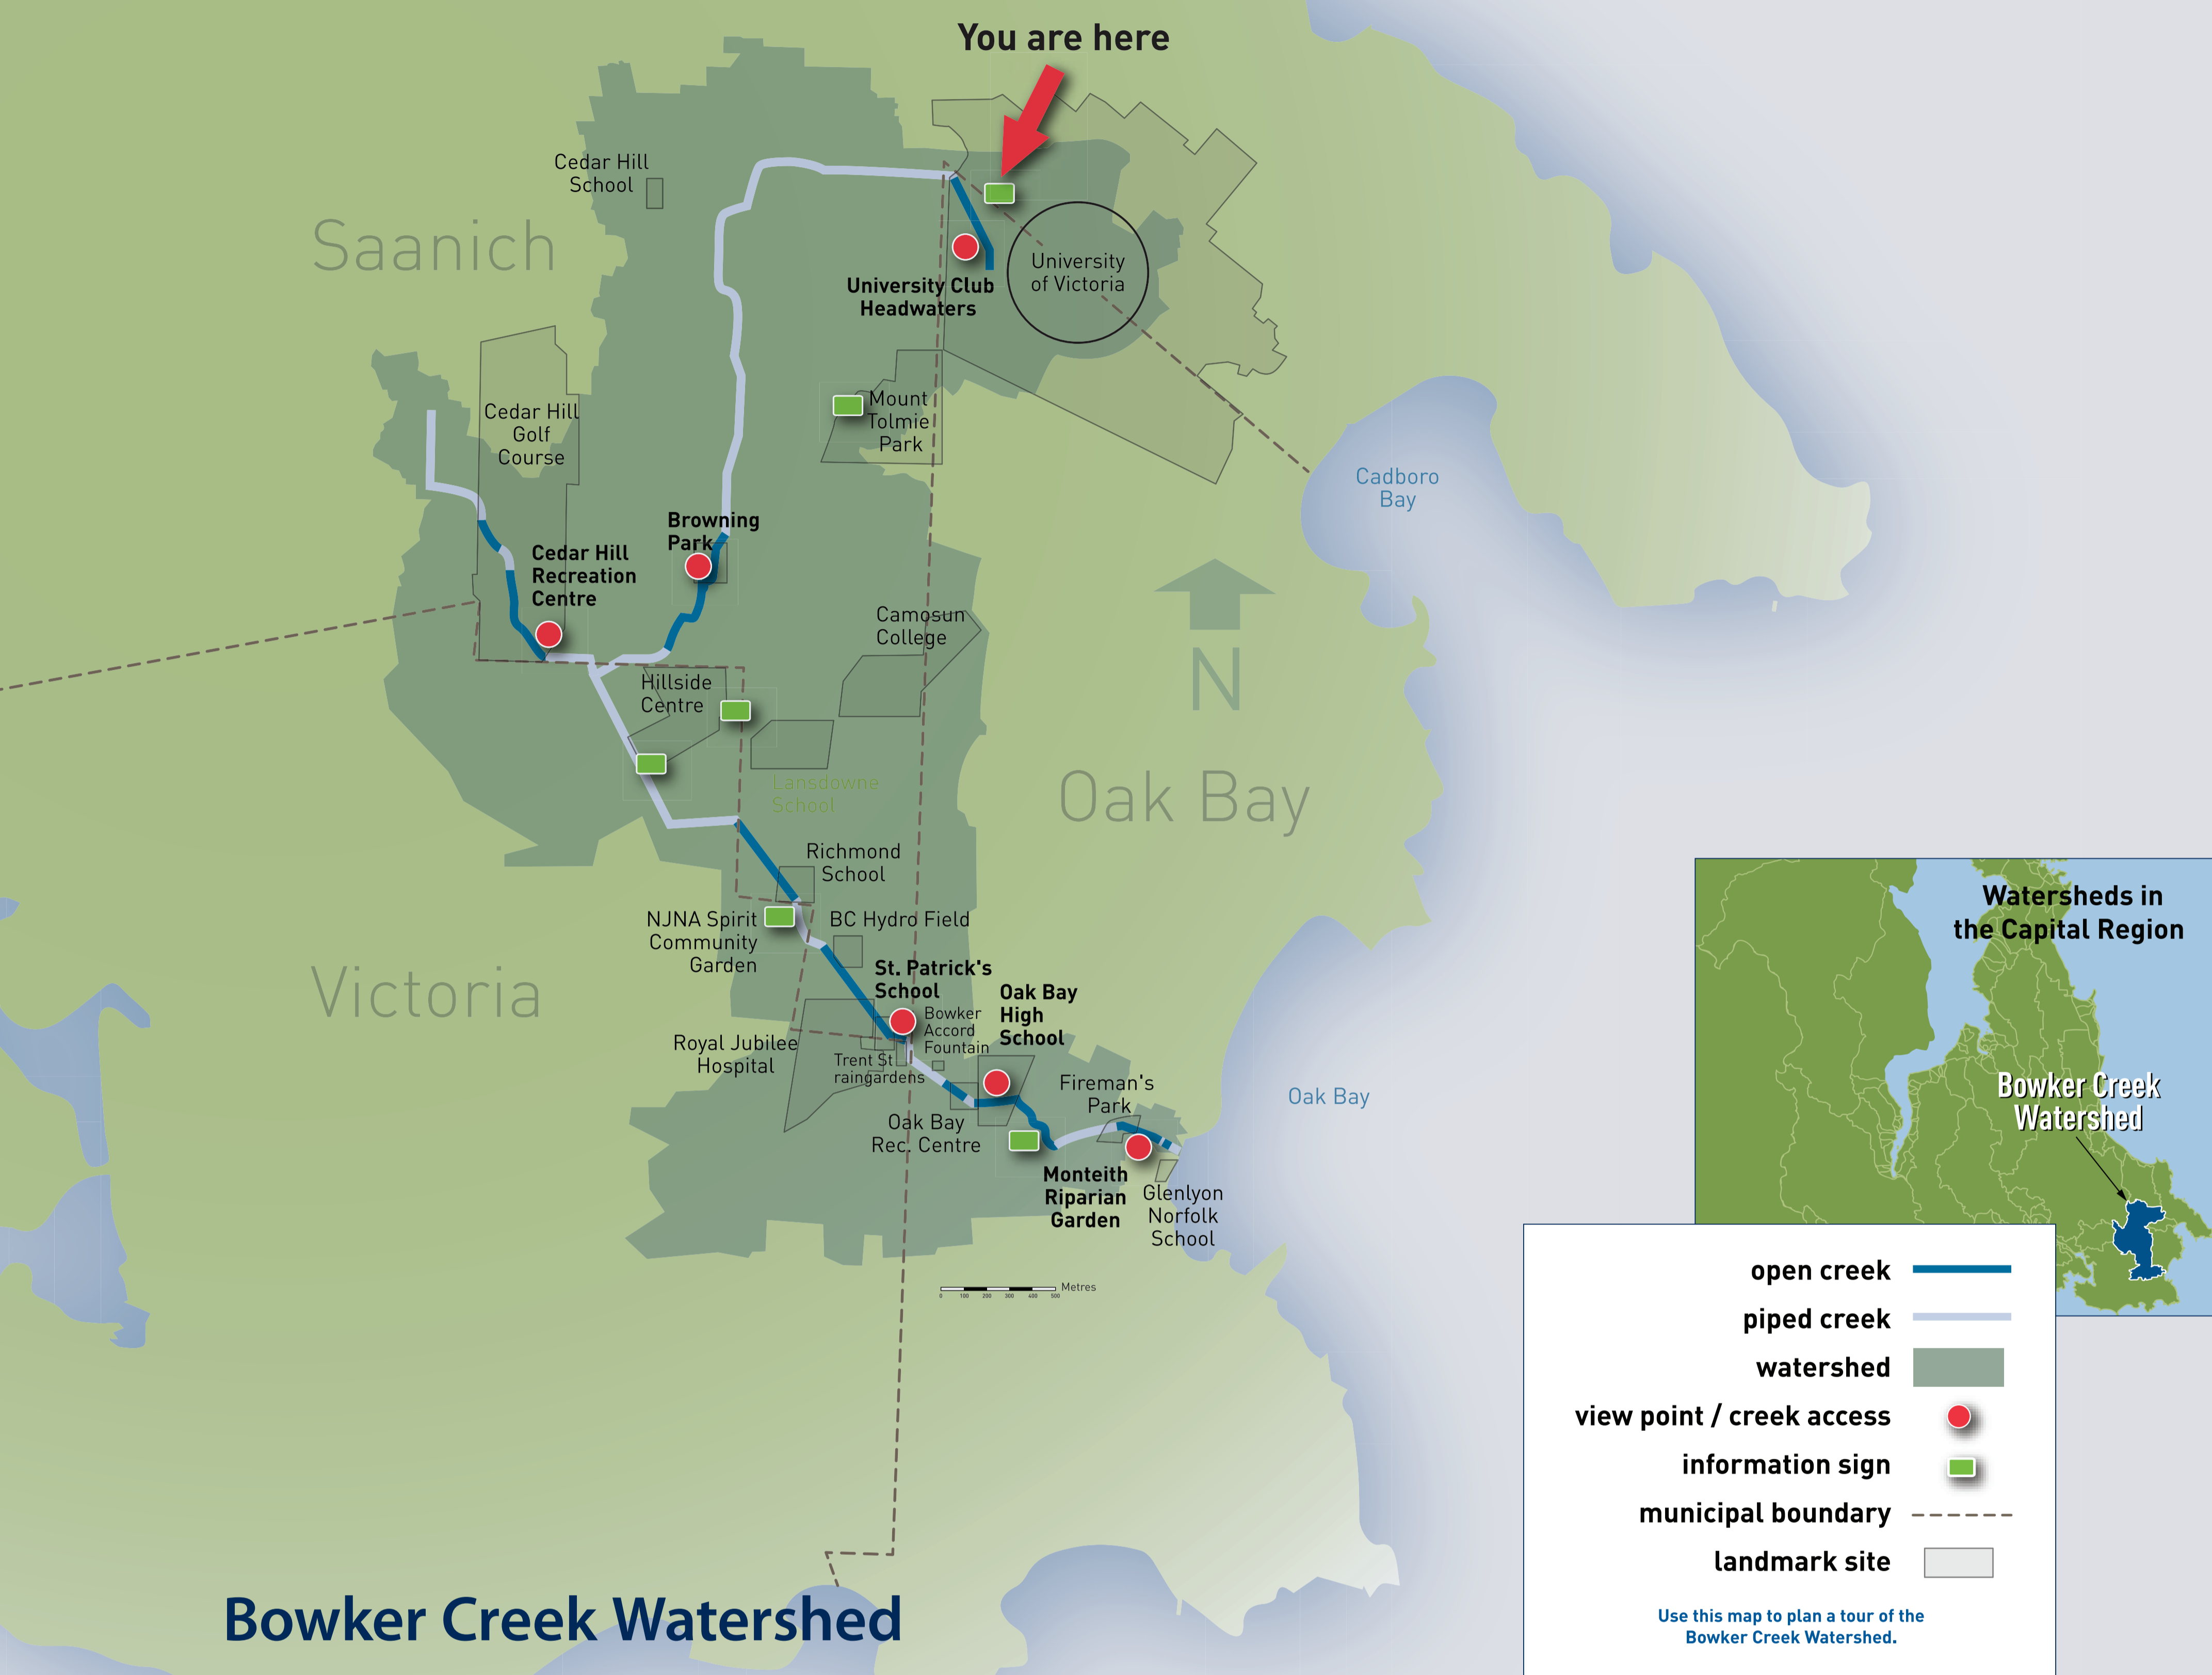 You are here
Cedar Hill
School
Saanich
University
of Victoria
University Club
Headwaters
Mount
Tolmie
Park
Cedar Hill
Golf
Course
Cadboro
Bay
Browning
Park
Cedar Hill
Recreation
Centre
Camosun
College
N
Hillside
Centre
Lansdowne
School
Oak Bay
Richmond
School
NJNA Spirit
Community
Garden
BC Hydro Field
Victoria
St. Patrick's
School
Oak Bay
High
School
Bowker
Accord
Fountain
Royal Jubilee
Hospital
Trent St
raingardens
Fireman's
Park
Oak Bay
Oak Bay
Rec. Centre
Monteith
Riparian
Garden
Glenlyon
Norfolk
School
Metres
0 100 200 300 400 500
Watersheds in
the Capital Region
Bowker Creek
Watershed
open creek
piped creek
watershed
view point / creek access
information sign
municipal boundary
landmark site
Use this map to plan a tour of the
Bowker Creek Watershed.
Bowker Creek Watershed